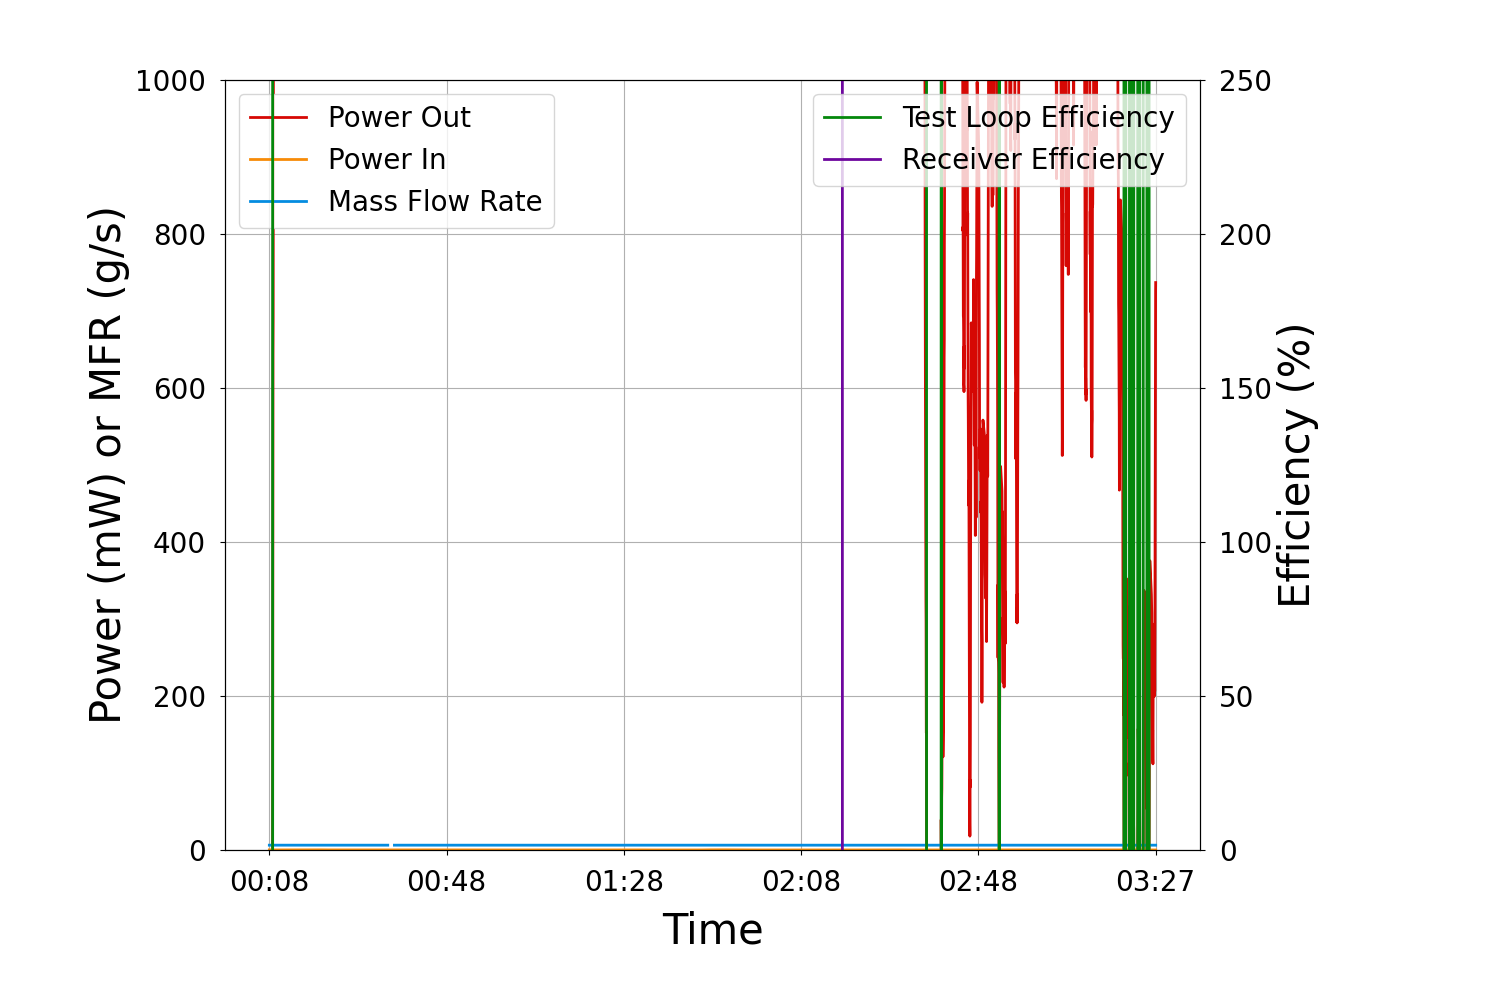 1000
800
600
400
200
0
Power (mW) or MFR (g/s)
Power Out
Power In
Mass Flow Rate
Test Loop Efficiency
Receiver Efficiency
250
200
150
100
50
0
Efficiency (%)
00:08 00:48 01:28 02:08 02:48 03:27
Time